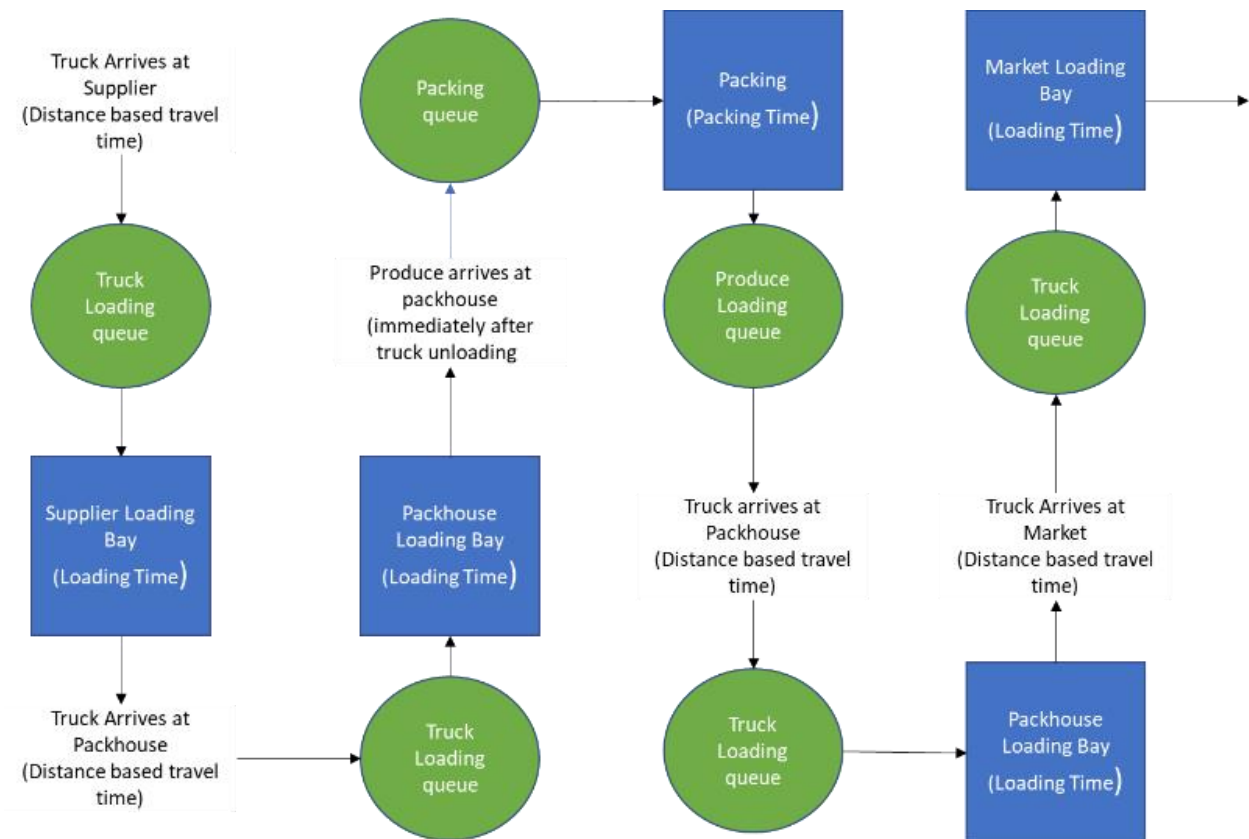 Truck Arrives at
Supplier
(Distance based travel
time)
Truck
Loading
queue
Supplier Loading
Bay
(Loading Time)
Truck Arrives at
Packhouse
(Distance based travel
time)
Truck
Loading
queue
Packhouse
Loading Bay
(Loading Time)
Produce arrives at
packhouse
(immediately after
truck unloading
Packing
queue
Packing
(Packing Time)
Produce
Loading
queue
Truck arrives at
Packhouse
(Distance based travel
time)
Truck
Loading
queue
Packhouse
Loading Bay
(Loading Time)
Truck Arrives at
Market
(Distance based travel
time)
Truck
Loading
queue
Market Loading
Bay
(Loading Time)